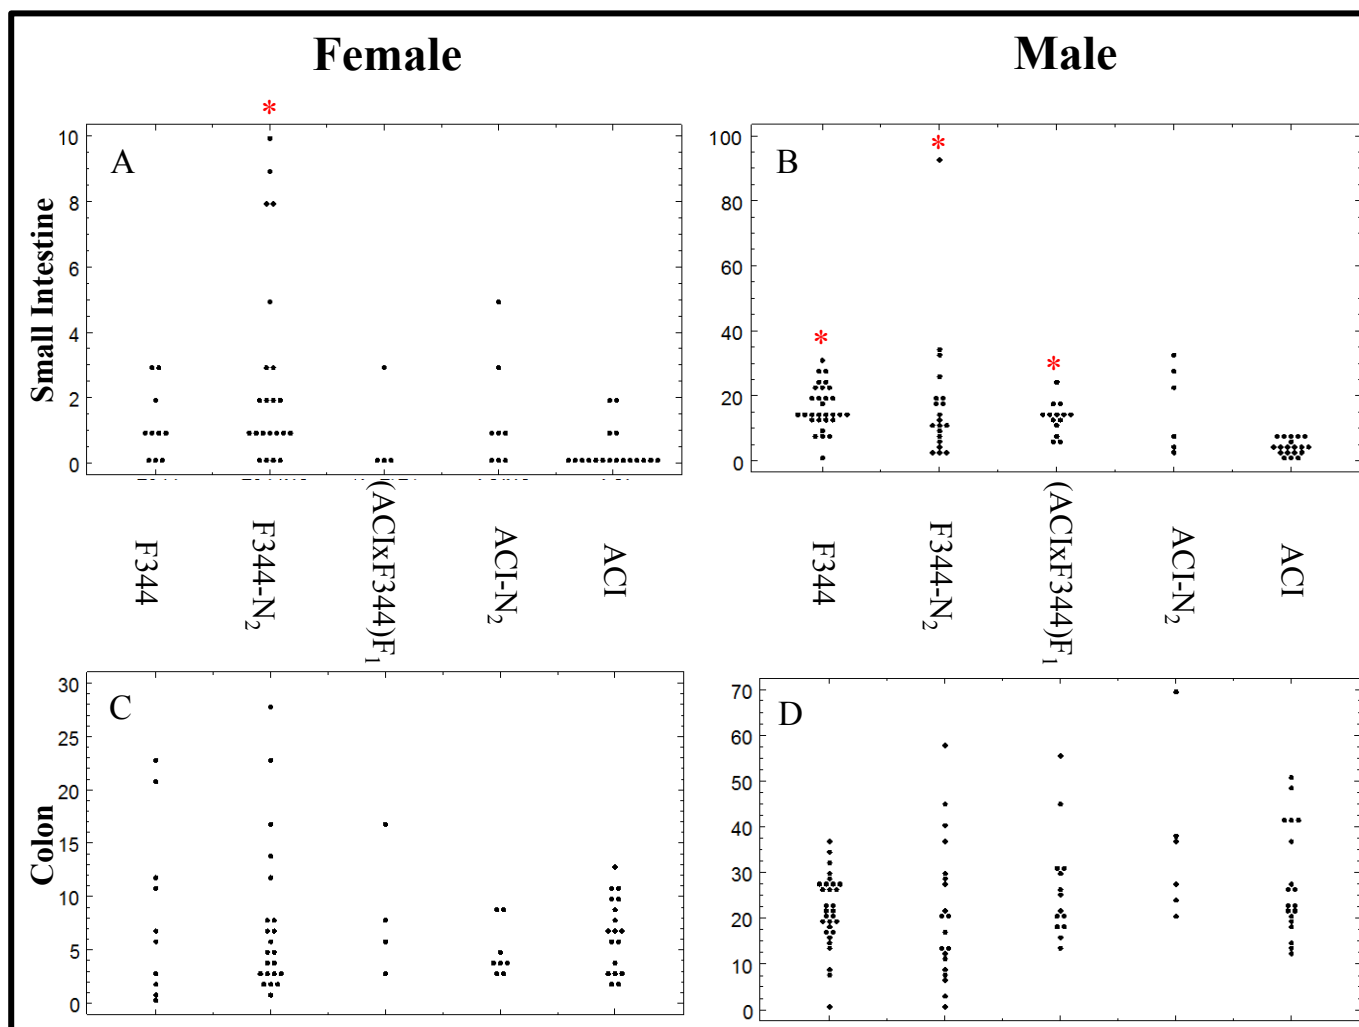 Female Male
* *
A B
Small Intestine
10 8 6 4 2 0
100 80 60 40 20 0
* *
F344 F344-N2 (ACIxF344)F1 ACI-N2 ACI
F344 F344-N2 (ACIxF344)F1 ACI-N2 ACI
C D
Colon
30 25 20 15 10 5 0
70 60 50 40 30 20 10 0